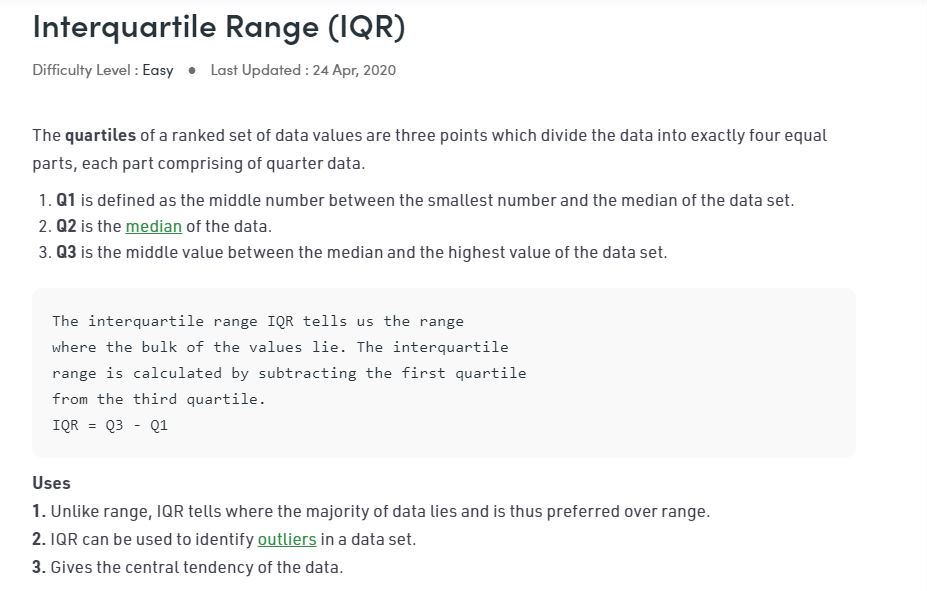 Interquartile Range (IQR)
Difficulty Level : Easy ● Last Updated : 24 Apr, 2020
The quartiles of a ranked set of data values are three points which divide the data into exactly four equal
parts, each part comprising of quarter data.
1. Q1 is defined as the middle number between the smallest number and the median of the data set.
2. Q2 is the median of the data.
3. Q3 is the middle value between the median and the highest value of the data set.
The interquartile range IQR tells us the range
where the bulk of the values lie. The interquartile
range is calculated by subtracting the first quartile
from the third quartile.
IQR = Q3 - Q1
Uses
1. Unlike range, IQR tells where the majority of data lies and is thus preferred over range.
2. IQR can be used to identify outliers in a data set.
3. Gives the central tendency of the data.